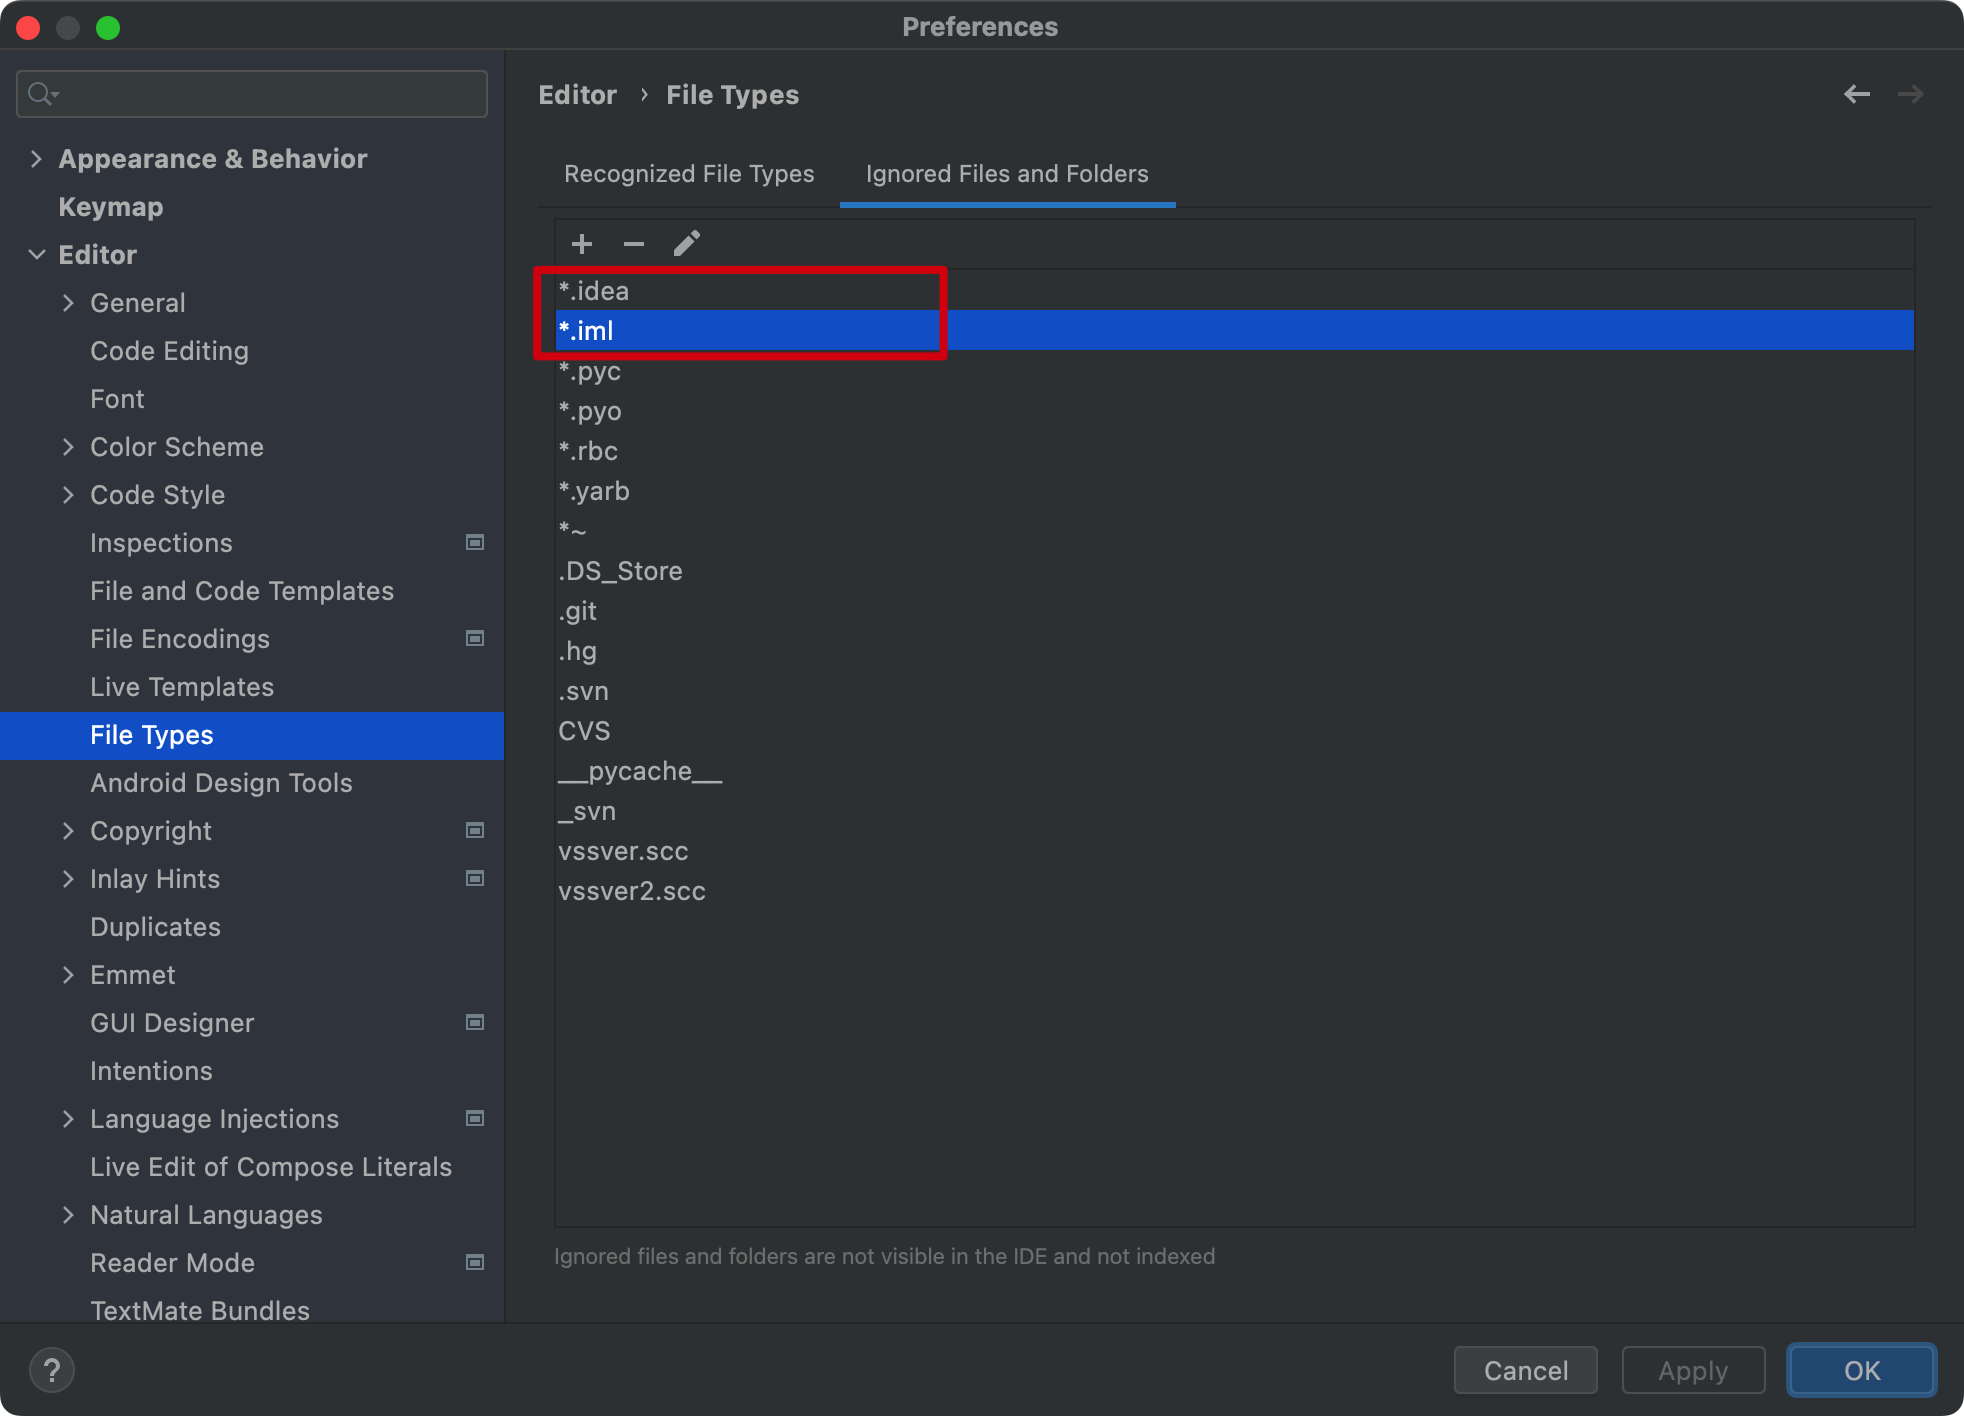 Preferences
Appearance & Behavior
Keymap
Editor
General
Code Editing
Font
Color Scheme
Code Style
Inspections
File and Code Templates
File Encodings
Live Templates
File Types
Android Design Tools
Copyright
Inlay Hints
Duplicates
Emmet
GUI Designer
Intentions
Language Injections
Live Edit of Compose Literals
Natural Languages
Reader Mode
TextMate Bundles
Editor › File Types
Recognized File Types
Ignored Files and Folders
*.idea
*.iml
*.pyc
*.pyo
*.rbc
*.yarb
*~
.DS_Store
.git
.hg
.svn
CVS
__pycache__
_svn
vssver.scc
vssver2.scc
Ignored files and folders are not visible in the IDE and not indexed
?
Cancel
Apply
OK